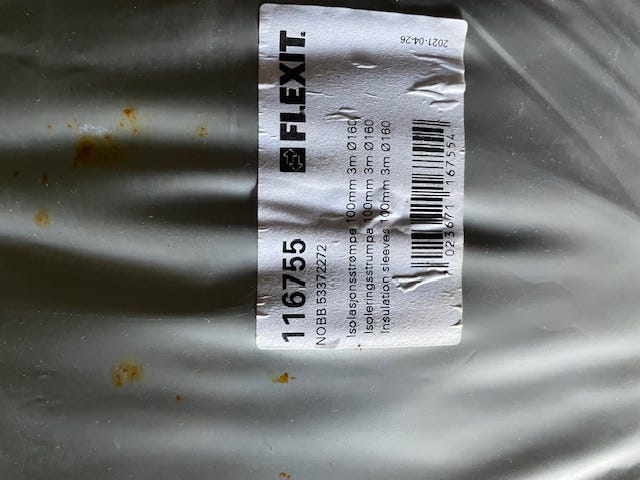 FLEXIT.
2021-04-26
116755
NOBB 53372272
Isolasjonsstrømpe 100mm 3m Ø160
Isoleringsstrumpa 100mm 3m Ø160
Insulation sleeves 100mm 3m Ø160
023671 167554